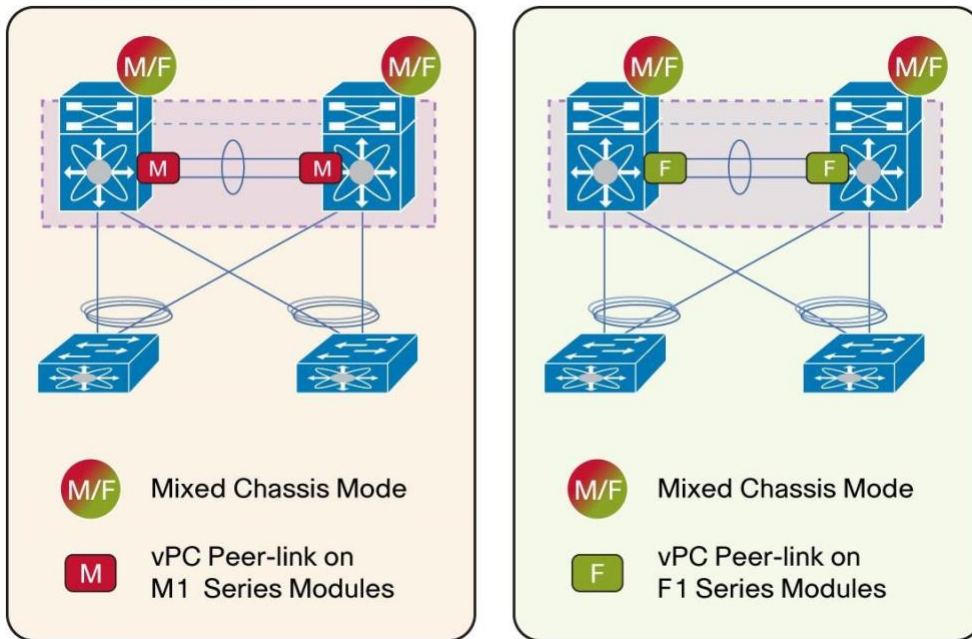 M/F
M/F
M
M
M/F
Mixed Chassis Mode
M
vPC Peer-link on
M1 Series Modules
M/F
M/F
F
F
M/F
Mixed Chassis Mode
F
vPC Peer-link on
F1 Series Modules